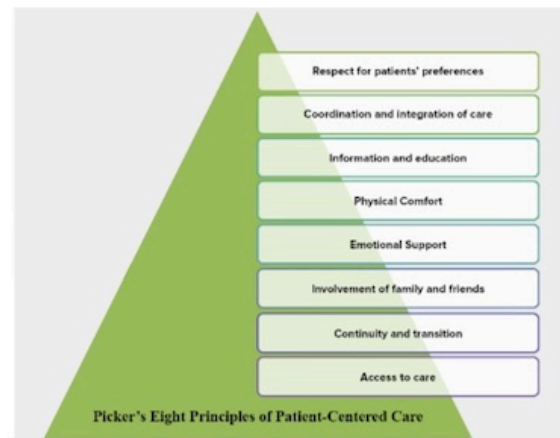 Respect for patients' preferences
Coordination and integration of care
Information and education
Physical Comfort
Emotional Support
Involvement of family and friends
Continuity and transition
Access to care
Picker's Eight Principles of Patient-Centered Care